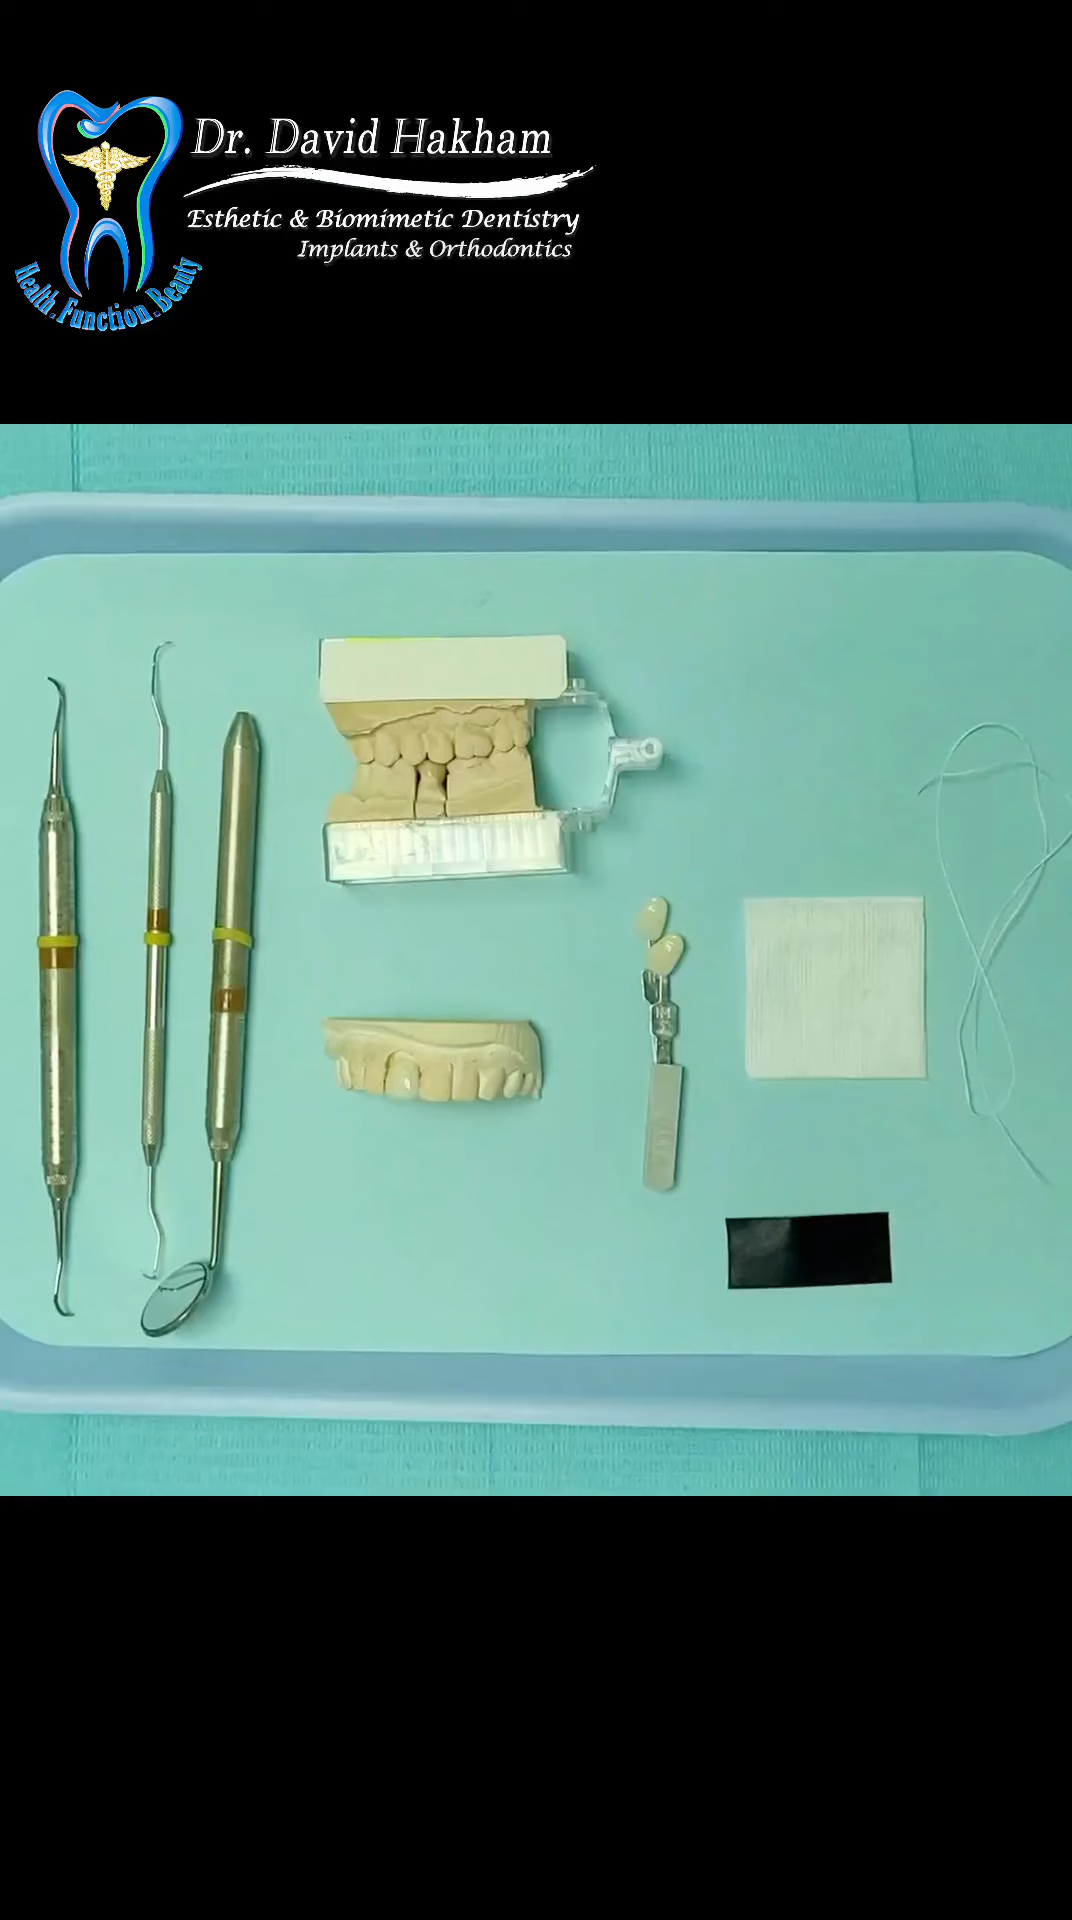 Dr. David Hakham
Esthetic & Biomimetic Dentistry
Implants & Orthodontics
Health.Function.Beauty